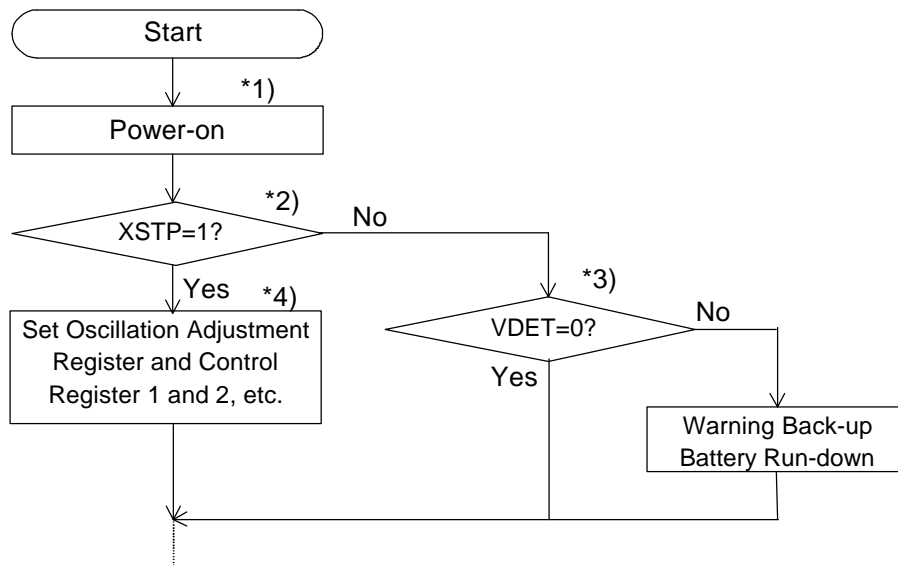 Start
*1)
Power-on
*2)
XSTP=1?
No
Yes
*3)
*4)
VDET=0?
No
Yes
Set Oscillation Adjustment
Register and Control
Register 1 and 2, etc.
Warning Back-up
Battery Run-down